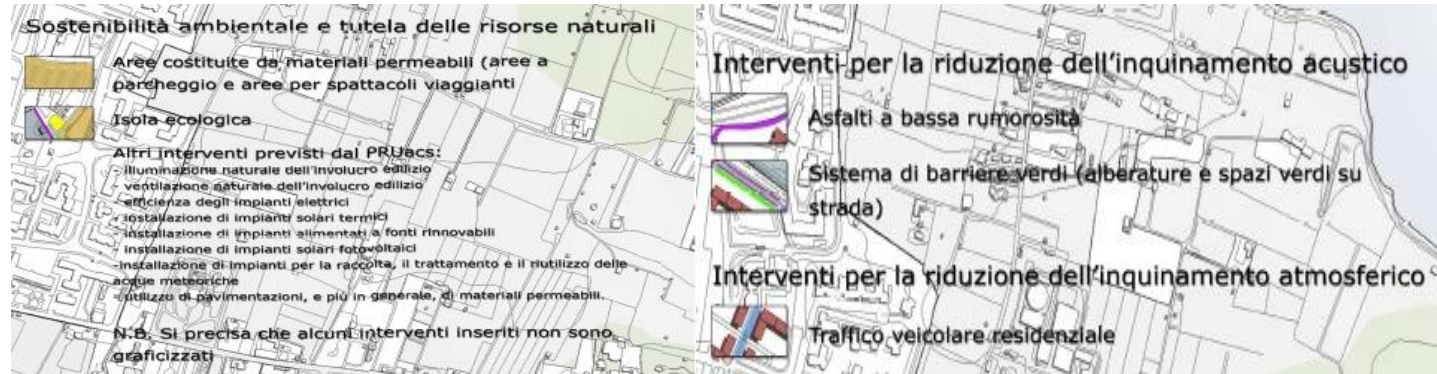 Sostenibilità ambientale e tutela delle risorse naturali
Aree costituite da materiali permeabili (aree a
parcheggio e aree per spattacoli viaggianti
Isola ecologica
Altri interventi previsti dal PRUacs:
- illuminazione naturale dell'involucro edilizio
- ventilazione naturale dell'involucro edilizio
- efficienza degli impianti elettrici
- installazione di impianti solari termici
- installazione di impianti alimentati a fonti rinnovabili
- installazione di impianti solari fotovoltaici
-installazione di impianti per la raccolta, il trattamento e il riutilizzo delle
acque meteoriche
-utilizzo di pavimentazioni, e più in generale, di materiali permeabili.
N.B. Si precisa che alcuni interventi inseriti non sono
graficizzati
Interventi per la riduzione dell'inquinamento acustico
Asfalti a bassa rumorosità
Sistema di barriere verdi (alberature e spazi verdi su
strada)
Interventi per la riduzione dell'inquinamento atmosferico
Traffico veicolare residenziale